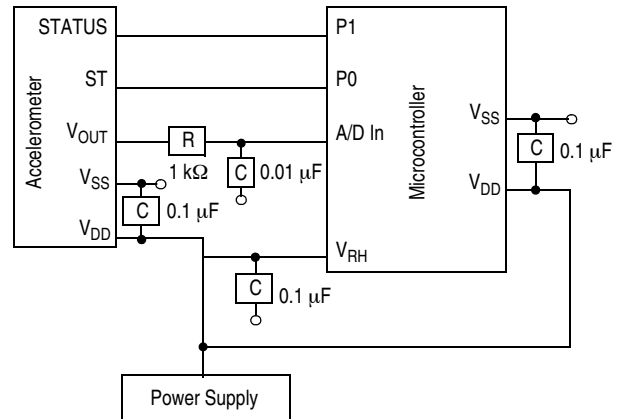 STATUS
P1
ST
P0
Accelerometer
Microcontroller
V_OUT
R
A/D In
1 kΩ
C
0.01 μF
V_SS
C
0.1 μF
V_SS
C
0.1 μF
V_DD
C
0.1 μF
V_DD
V_RH
Power Supply